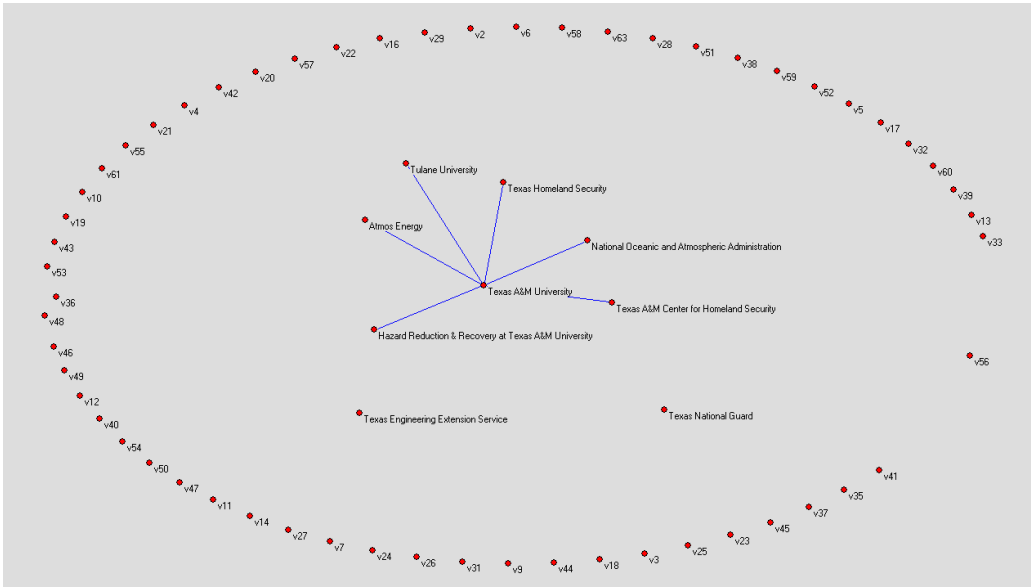 v2
v6
v58
v63
v29
v28
v16
v51
v22
v38
v57
v59
v20
v52
v42
v5
v4
v17
v21
v32
v55
v60
v61
Tulane University
Texas Homeland Security
v39
v10
v13
v19
Atmos Energy
v33
v43
National Oceanic and Atmospheric Administration
v53
Texas A&M University
v36
Texas A&M Center for Homeland Security
v48
Hazard Reduction & Recovery at Texas A&M University
v46
v56
v49
v12
Texas Engineering Extension Service
Texas National Guard
v40
v54
v50
v41
v47
v35
v11
v37
v14
v45
v27
v23
v7
v25
v24
v3
v26
v18
v31
v9
v44